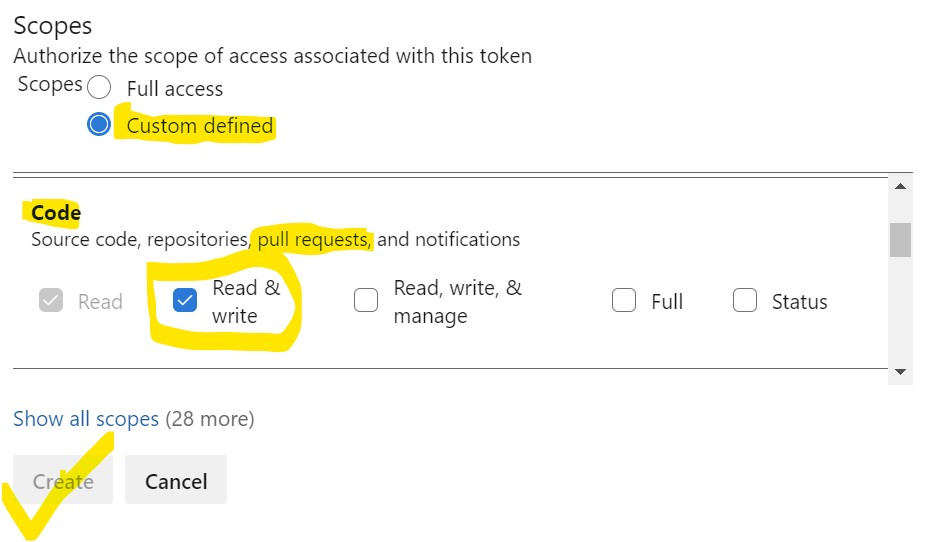 Scopes
Authorize the scope of access associated with this token
Scopes Full access
Custom defined
Code
Source code, repositories, pull requests, and notifications
Read
Read &
write
Read, write, &
manage
Full
Status
Show all scopes (28 more)
Create
Cancel